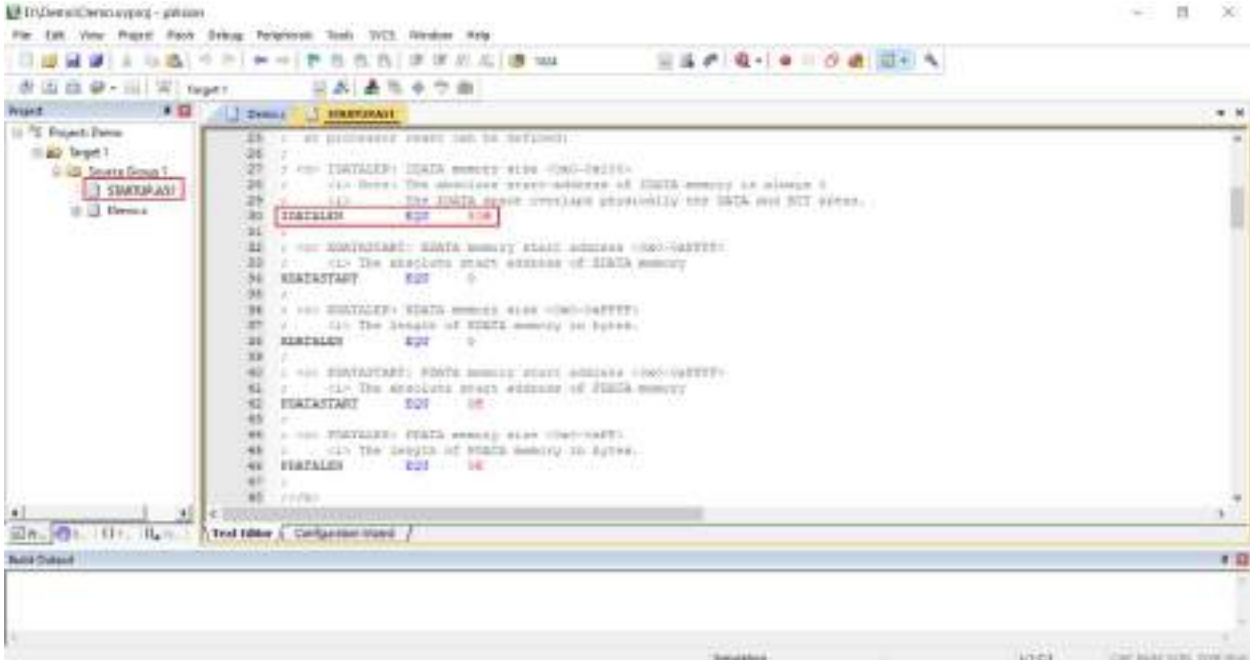 D:\Demo\Demo.uvproj - µVision
File Edit View Project Flash Debug Peripherals Tools SVCS Window Help
Target 1
Project
Demo.c STARTUP.A51
Project: Demo
Target 1
Source Group 1
STARTUP.A51
Demo.c
25 ; at processor reset can be defined:
26 ;
27 ; <o> IDATALEN: IDATA memory size <0x0-0x100>
28 ; <i> Note: The absolute start-address of IDATA memory is always 0
29 ; <i> The IDATA space overlaps physically the DATA and BIT areas.
30 IDATALEN EQU
31 ;
32 ; <o> XDATASTART: XDATA memory start address <0x0-0xFFFF>
33 ; <i> The absolute start address of XDATA memory
34 XDATASTART EQU 0
35 ;
36 ; <o> XDATALEN: XDATA memory size <0x0-0xFFFF>
37 ; <i> The length of XDATA memory in bytes.
38 XDATALEN EQU 0
39 ;
40 ; <o> PDATASTART: PDATA memory start address <0x0-0xFFFF>
41 ; <i> The absolute start address of PDATA memory
42 PDATASTART EQU 0H
43 ;
44 ; <o> PDATALEN: PDATA memory size <0x0-0xFF>
45 ; <i> The length of PDATA memory in bytes.
46 PDATALEN EQU 0H
47 ;
48 ;</h>
Text Editor Configuration Wizard
Build Output
Simulation